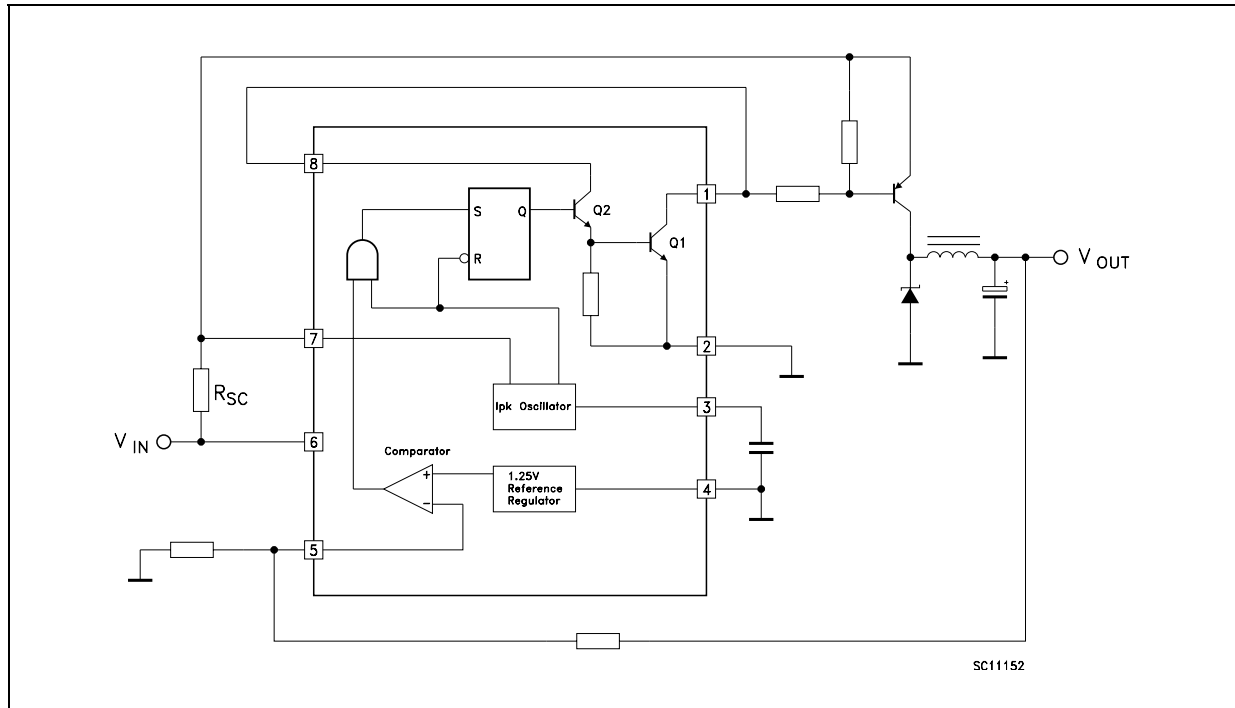 8
1
S Q
Q2
Q1
R
7
2
R SC
Ipk Oscillator
3
V IN
6
Comparator
+
1.25V
Reference
Regulator
4
−
5
+
V OUT
SC11152